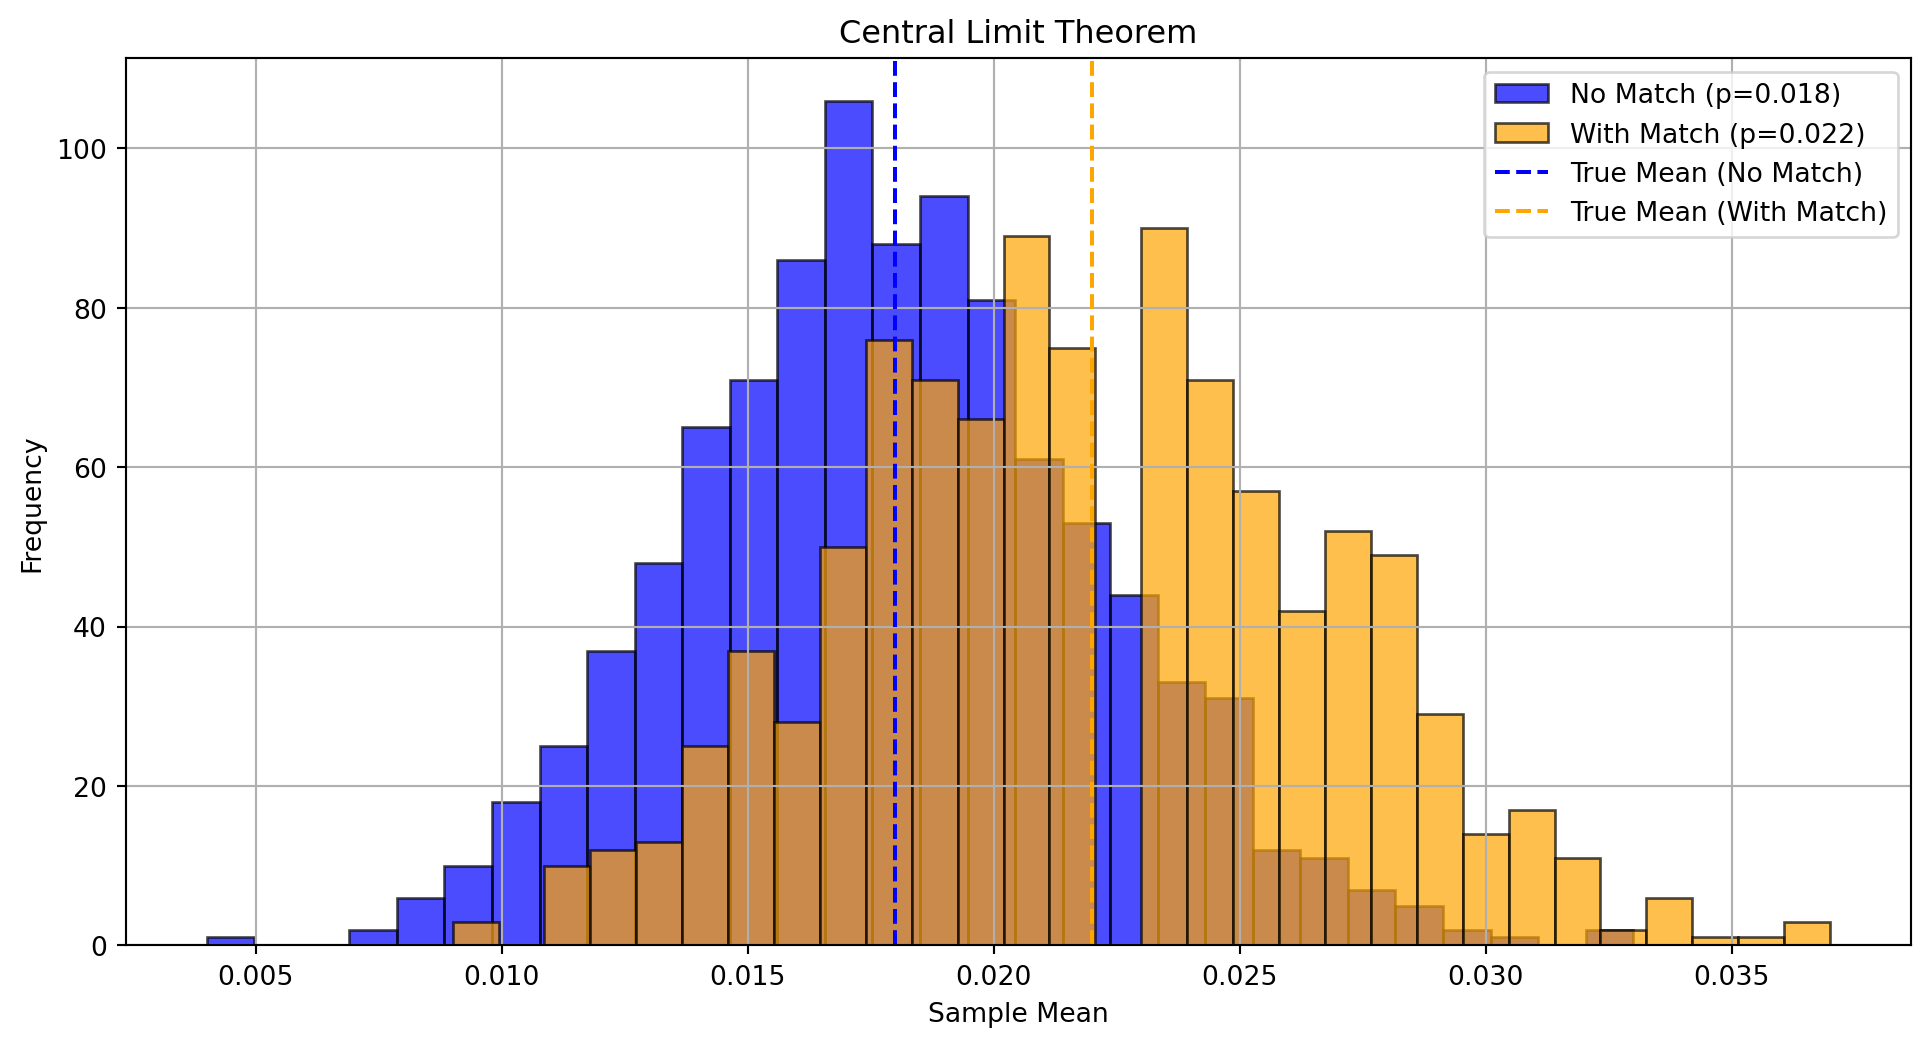 Central Limit Theorem
No Match (p=0.018)
With Match (p=0.022)
True Mean (No Match)
True Mean (With Match)
Frequency
100
80
60
40
20
0
0.005
0.010
0.015
0.020
0.025
0.030
0.035
Sample Mean